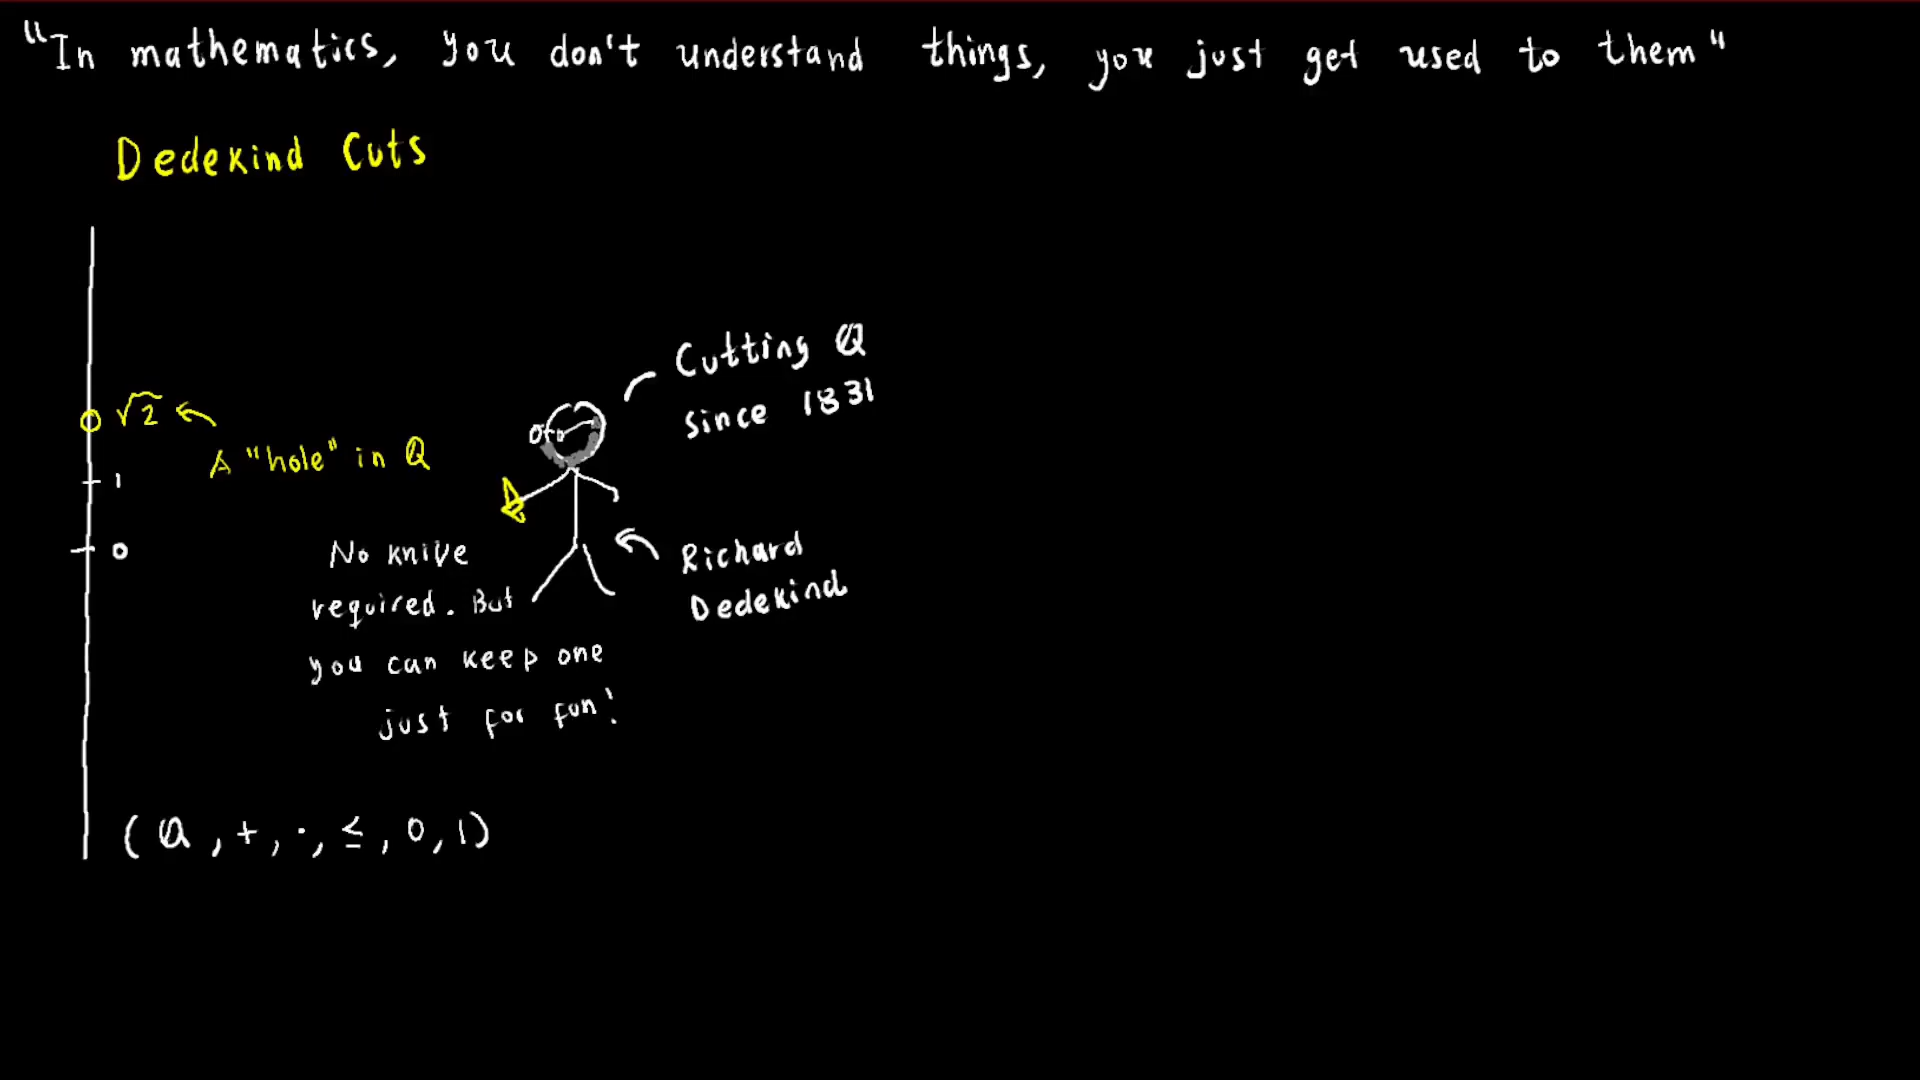 "In mathematics, you don't understand things, you just get used to them"
Dedekind Cuts
Cutting ℚ
since 1831
√2
A "hole" in ℚ
1
0
No knive
required. But
you can keep one
just for fun!
Richard
Dedekind
(ℚ, +, ·, ≤, 0, 1)